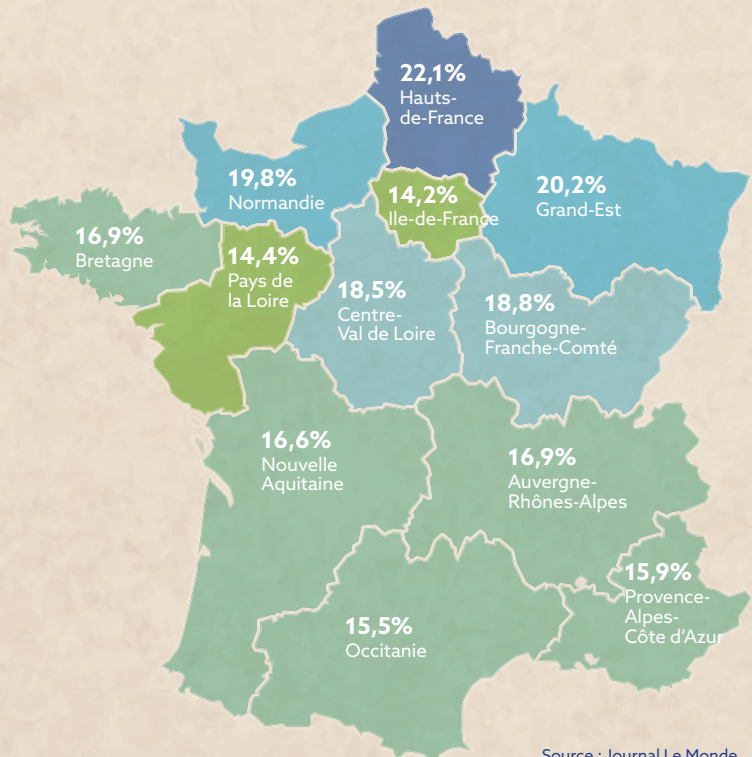 22,1%
Hauts-
de-France
19,8%
Normandie
14,2%
Ile-de-France
20,2%
Grand-Est
16,9%
Bretagne
14,4%
Pays de
la Loire
18,5%
Centre-
Val de Loire
18,8%
Bourgogne-
Franche-Comté
16,6%
Nouvelle
Aquitaine
16,9%
Auvergne-
Rhônes-Alpes
15,9%
Provence-
Alpes-
Côte d'Azur
15,5%
Occitanie
Source : Journal Le Monde